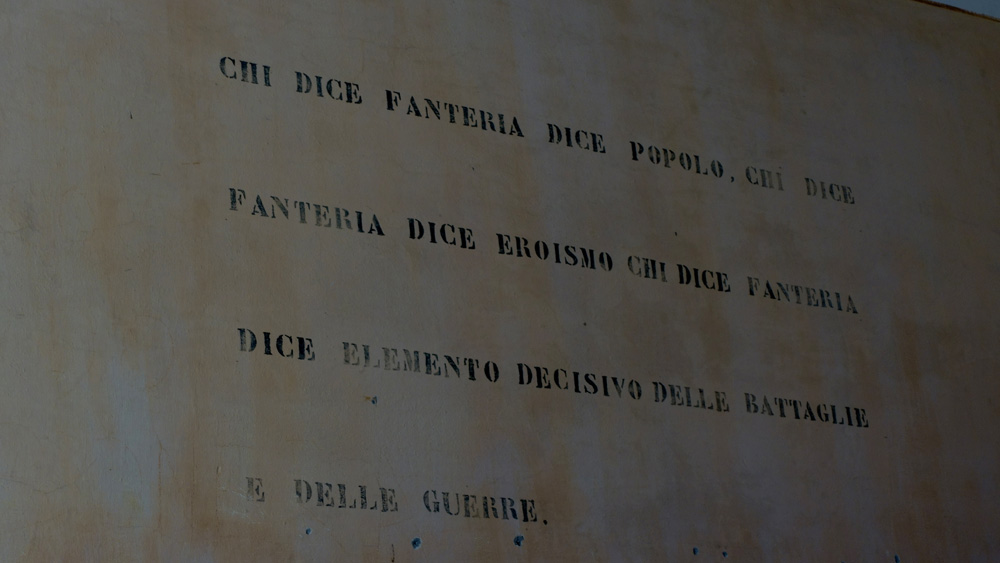 CHI DICE FANTERIA DICE POPOLO, CHI DICE
FANTERIA DICE EROISMO CHI DICE FANTERIA
DICE ELEMENTO DECISIVO DELLE BATTAGLIE
E DELLE GUERRE.